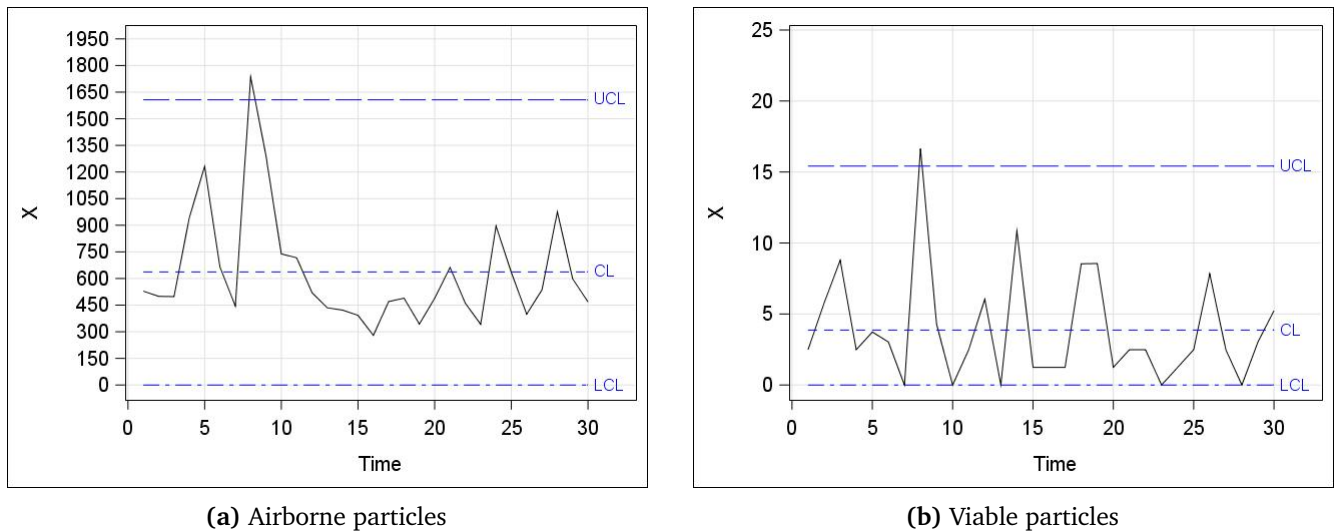 1950
1800
1650
1500
1350
1200
1050
900
750
600
450
300
150
0
X
UCL
CL
LCL
0 5 10 15 20 25 30
Time
(a) Airborne particles
25
20
15
10
5
0
X
UCL
CL
LCL
0 5 10 15 20 25 30
Time
(b) Viable particles